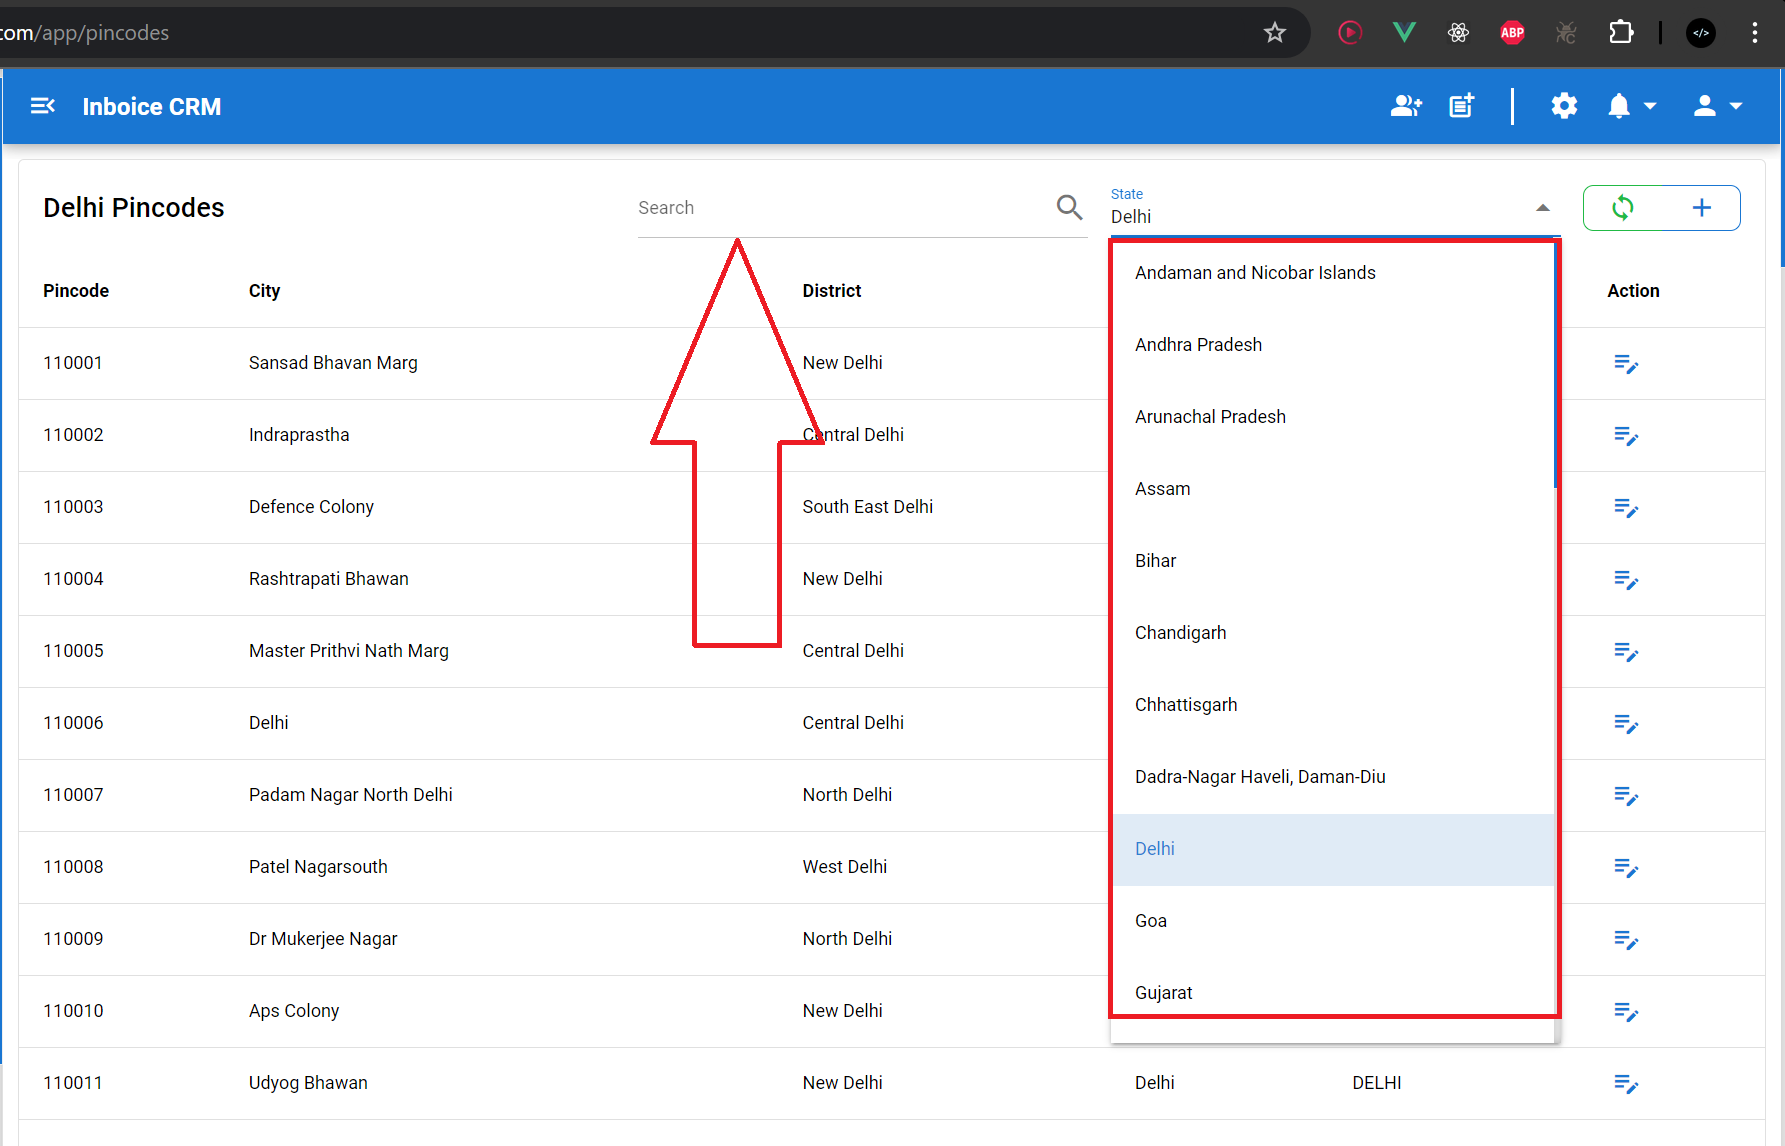 com/app/pincodes
ABP
</>
Inboice CRM
Delhi Pincodes
Search
State
Delhi
Pincode City District Action
110001 Sansad Bhavan Marg New Delhi
110002 Indraprastha Central Delhi
110003 Defence Colony South East Delhi
110004 Rashtrapati Bhawan New Delhi
110005 Master Prithvi Nath Marg Central Delhi
110006 Delhi Central Delhi
110007 Padam Nagar North Delhi North Delhi
110008 Patel Nagarsouth West Delhi
110009 Dr Mukerjee Nagar North Delhi
110010 Aps Colony New Delhi
110011 Udyog Bhawan New Delhi Delhi DELHI
Andaman and Nicobar Islands
Andhra Pradesh
Arunachal Pradesh
Assam
Bihar
Chandigarh
Chhattisgarh
Dadra-Nagar Haveli, Daman-Diu
Delhi
Goa
Gujarat